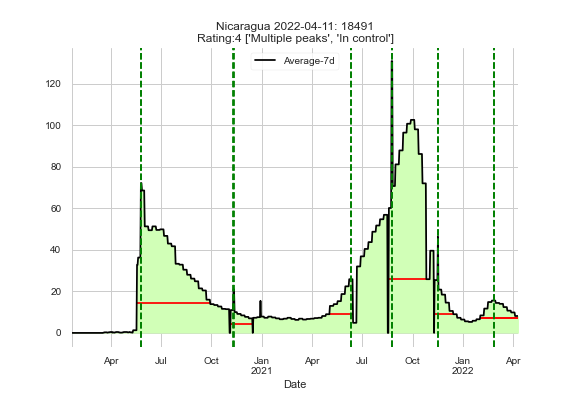 Nicaragua 2022-04-11: 18491
Rating:4 ['Multiple peaks', 'In control']
Average-7d
120
100
80
60
40
20
0
Apr Jul Oct Jan Apr Jul Oct Jan Apr
2021 2022
Date